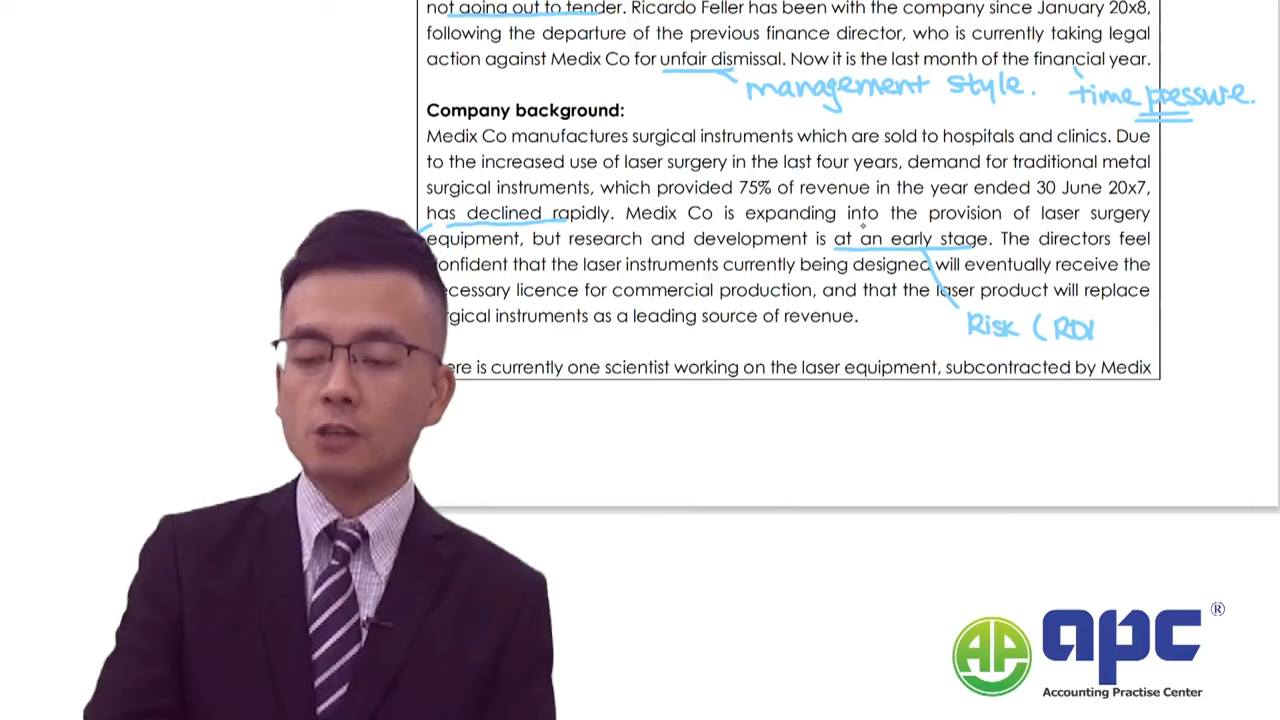 not going out to tender. Ricardo Feller has been with the company since January 20x8,
following the departure of the previous finance director, who is currently taking legal
action against Medix Co for unfair dismissal. Now it is the last month of the financial year.
management style. time pressure.
Company background:
Medix Co manufactures surgical instruments which are sold to hospitals and clinics. Due
to the increased use of laser surgery in the last four years, demand for traditional metal
surgical instruments, which provided 75% of revenue in the year ended 30 June 20x7,
has declined rapidly. Medix Co is expanding into the provision of laser surgery
equipment, but research and development is at an early stage. The directors feel
onfident that the laser instruments currently being designed will eventually receive the
ecessary licence for commercial production, and that the laser product will replace
rgical instruments as a leading source of revenue.
Risk (
ere is currently one scientist working on the laser equipment, subcontracted by Medix
AP apc ®
Accounting Practise Center